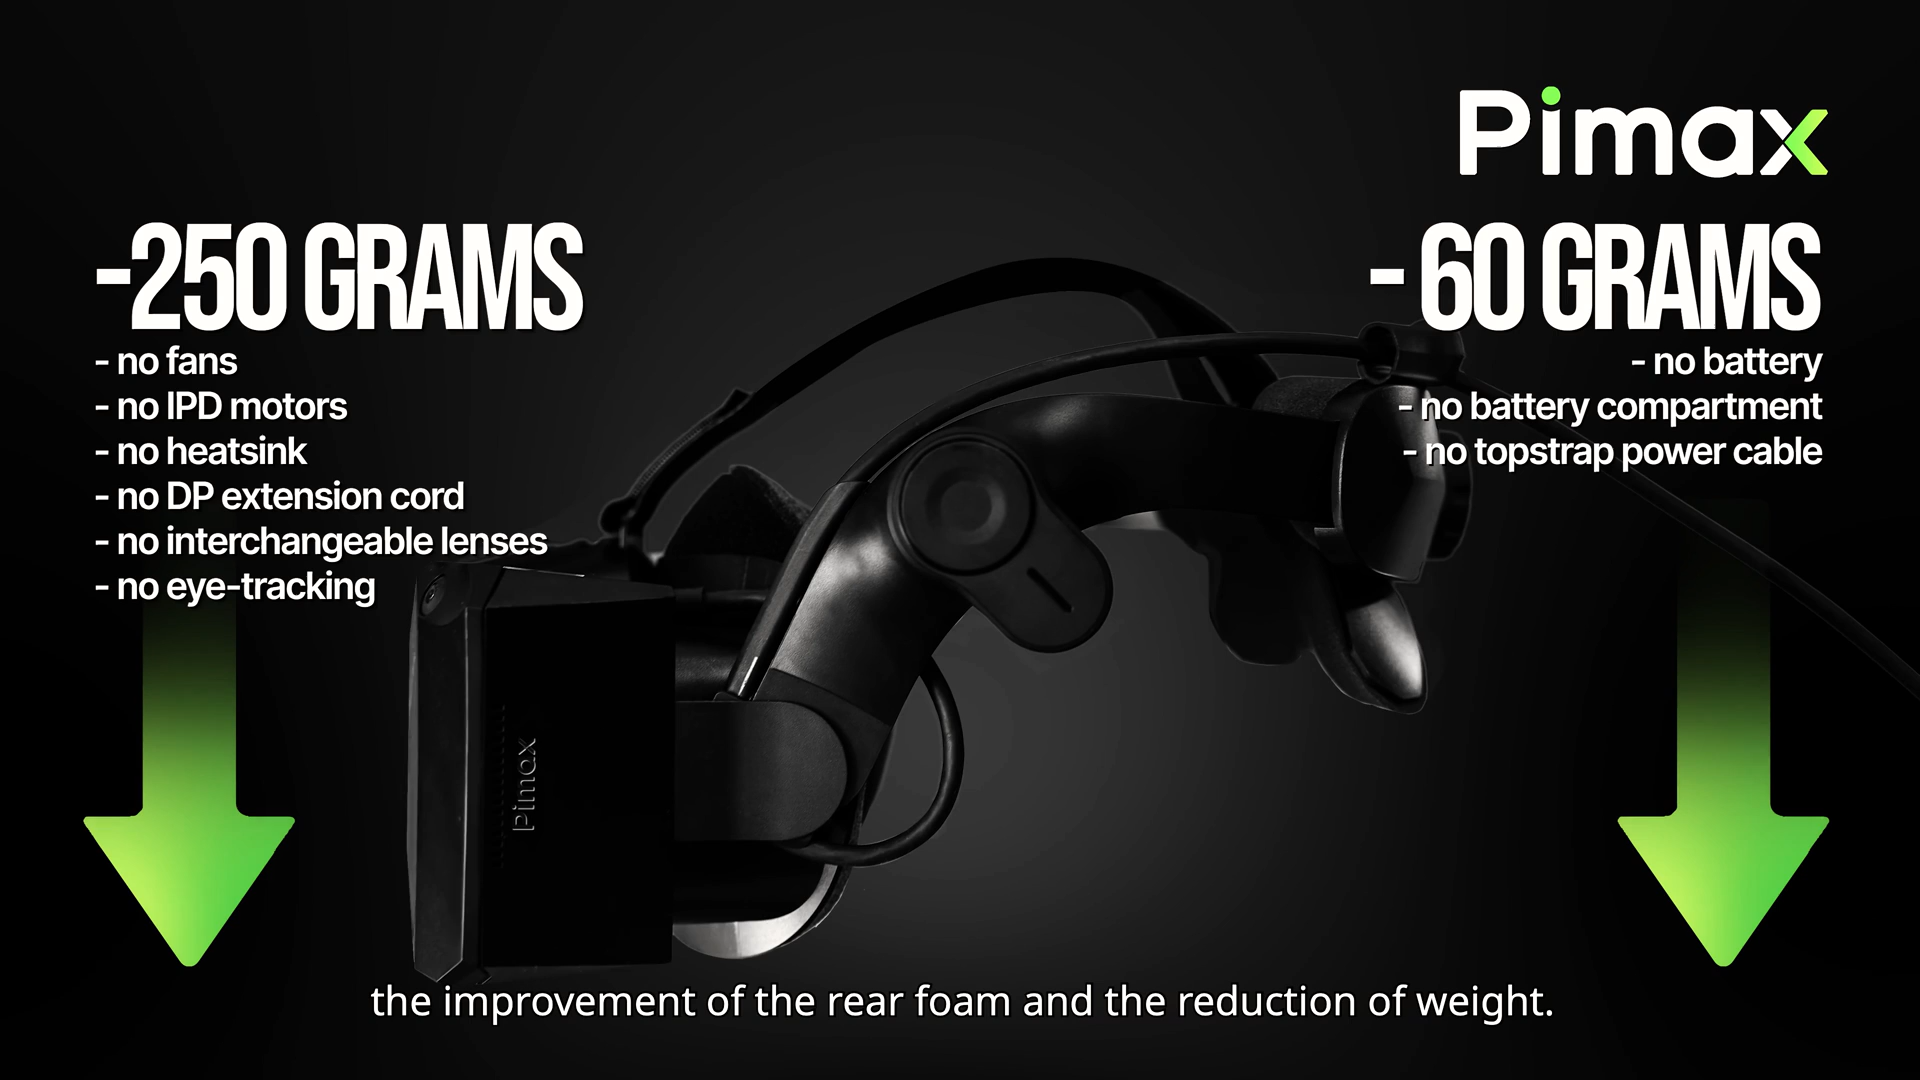 Pimax
-250 GRAMS
- no fans
- no IPD motors
- no heatsink
- no DP extension cord
- no interchangeable lenses
- no eye-tracking
- 60 GRAMS
- no battery
- no battery compartment
- no topstrap power cable
Pimax
the improvement of the rear foam and the reduction of weight.